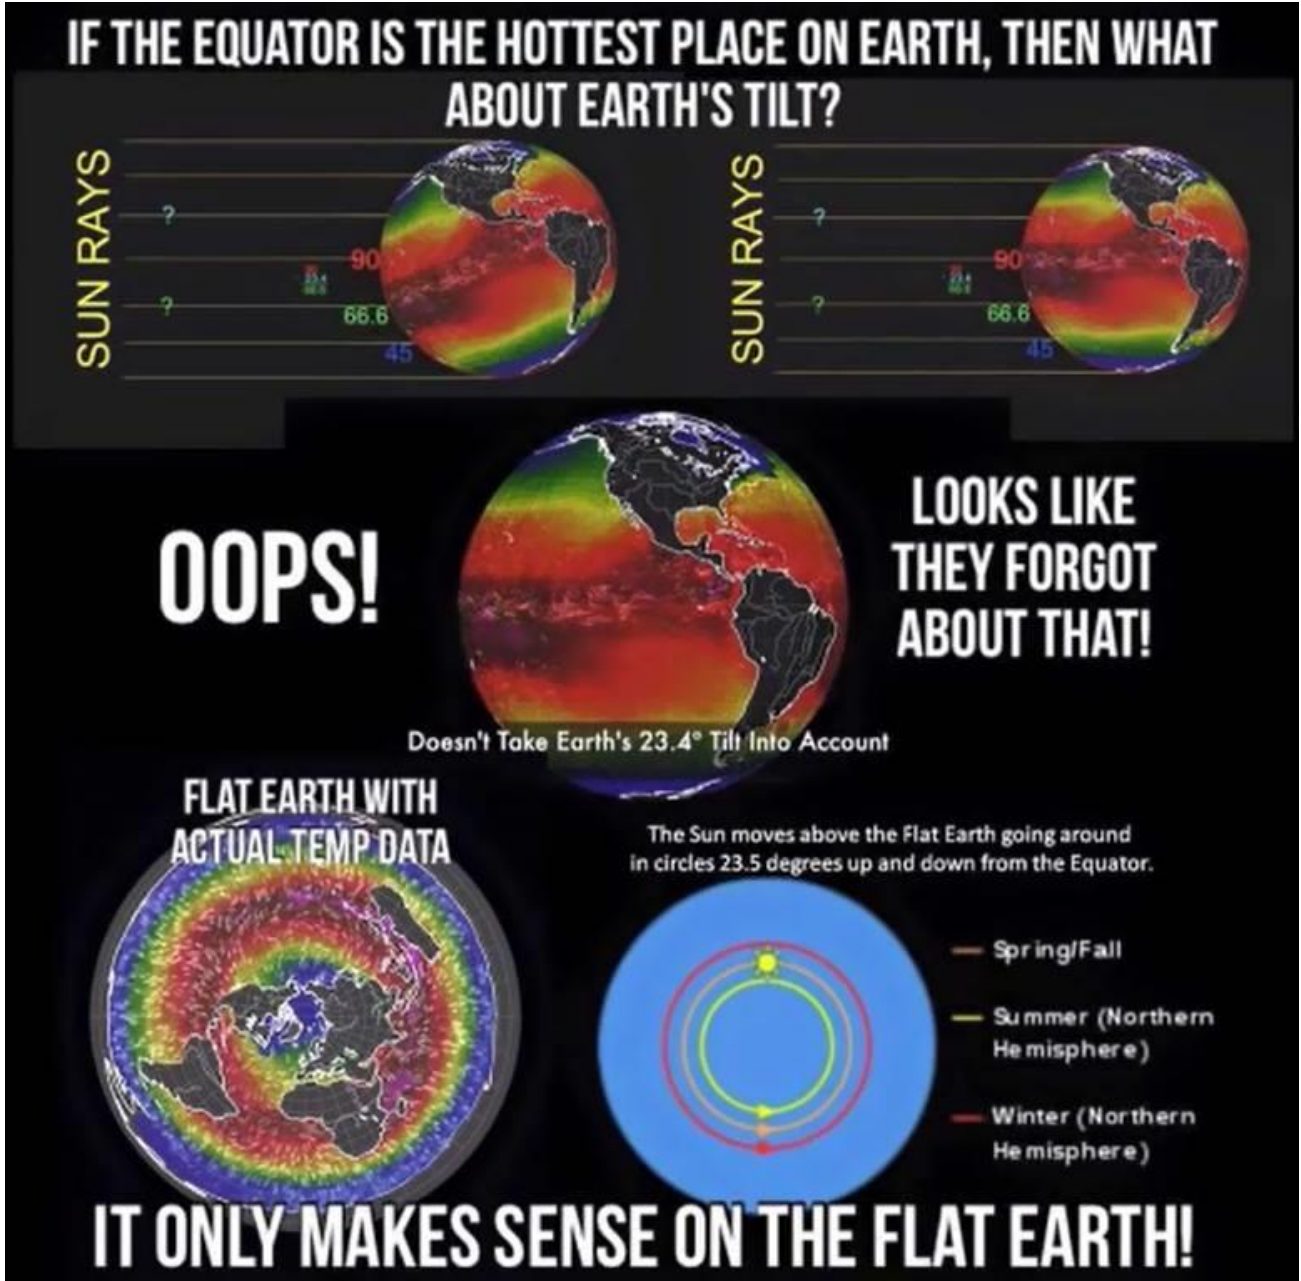 IF THE EQUATOR IS THE HOTTEST PLACE ON EARTH, THEN WHAT
ABOUT EARTH'S TILT?
SUN RAYS
?
90
?
66.6
45
SUN RAYS
?
90
?
66.6
45
OOPS!
LOOKS LIKE
THEY FORGOT
ABOUT THAT!
Doesn't Take Earth's 23.4° Tilt Into Account
FLAT EARTH WITH
ACTUAL TEMP DATA
The Sun moves above the Flat Earth going around
in circles 23.5 degrees up and down from the Equator.
Spring/Fall
Summer (Northern
Hemisphere)
Winter (Northern
Hemisphere)
IT ONLY MAKES SENSE ON THE FLAT EARTH!